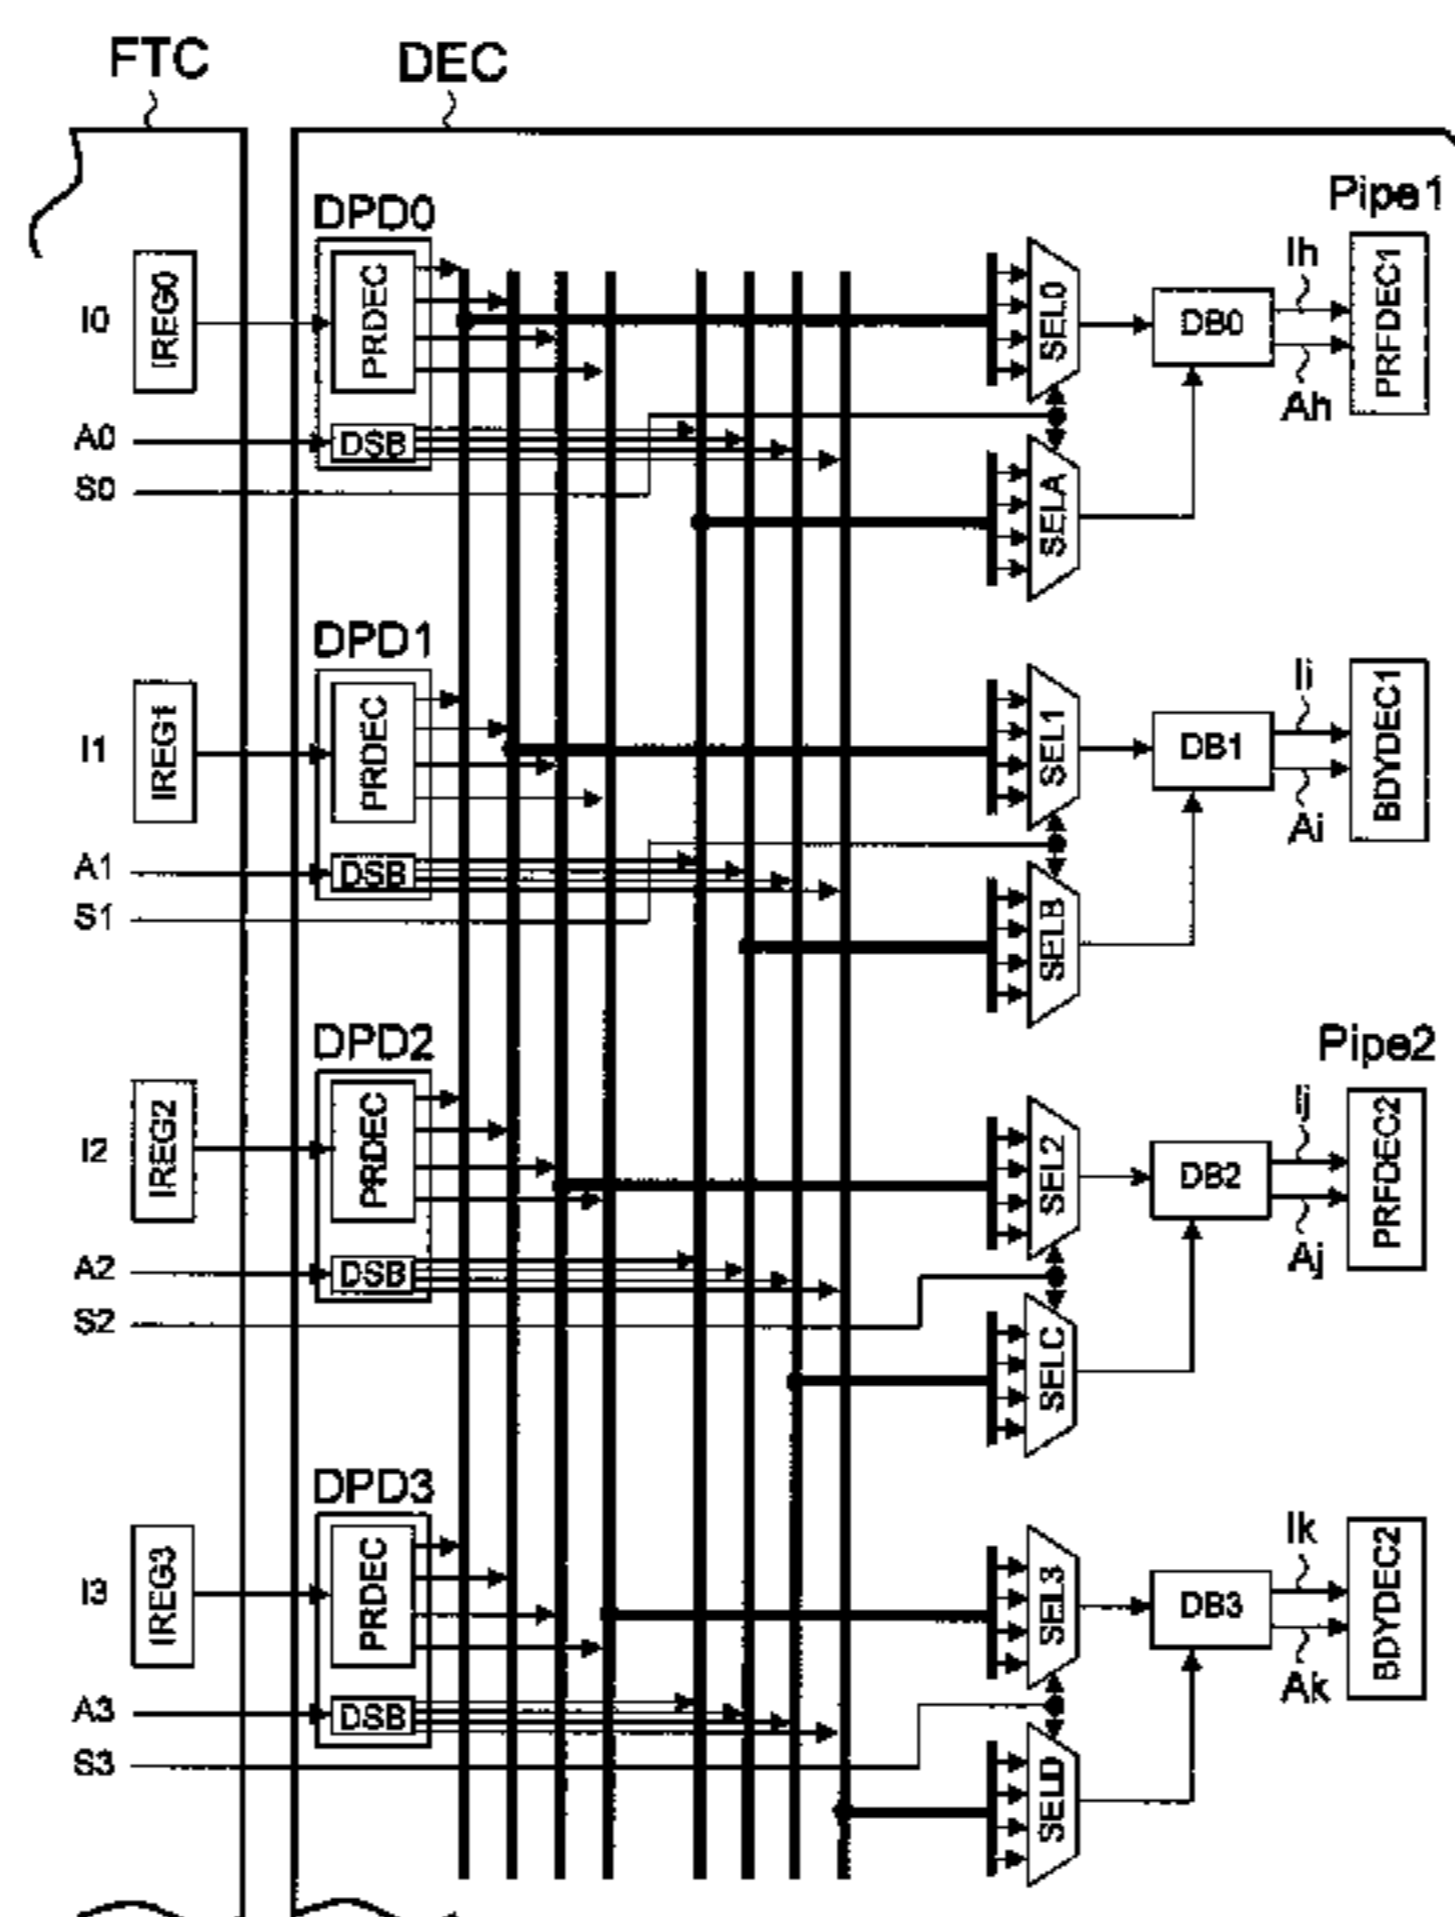 FTC DEC
Pipe1
DPD0
I0 IREG0 PRDEC SEL0 DB0 Ih PRFDEC1
Ah
A0 DSB
S0 SELA
DPD1
I1 IREG1 PRDEC SEL1 DB1 Ii BDYDEC1
Ai
A1 DSB
S1 SELB
Pipe2
DPD2
I2 IREG2 PRDEC SEL2 DB2 Ij PRFDEC2
Aj
A2 DSB
S2 SELC
DPD3
I3 IREG3 PRDEC SEL3 DB3 Ik BDYDEC2
Ak
A3 DSB
S3 SELD